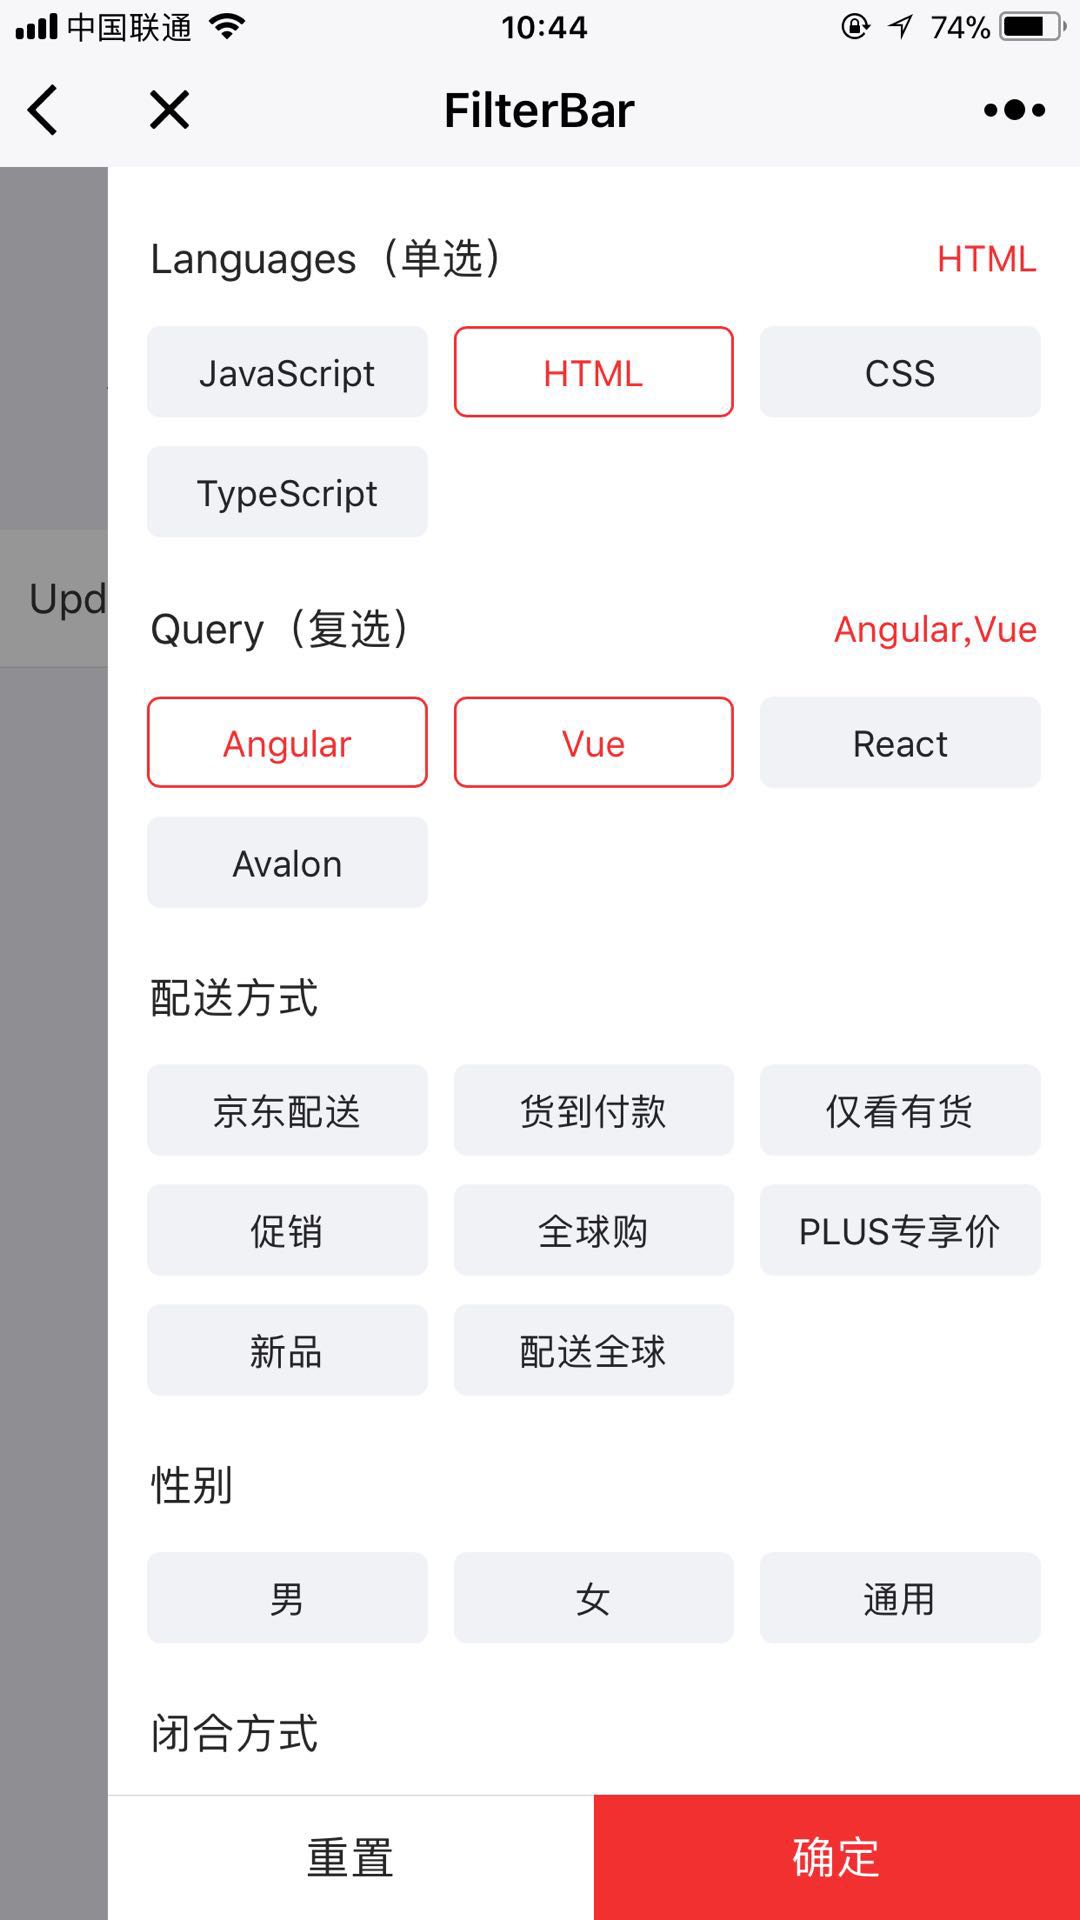 中国联通 10:44 74%
FilterBar
Languages（单选） HTML
JavaScript HTML CSS
TypeScript
Upd
Query（复选） Angular,Vue
Angular Vue React
Avalon
配送方式
京东配送 货到付款 仅看有货
促销 全球购 PLUS专享价
新品 配送全球
性别
男 女 通用
闭合方式
重置 确定